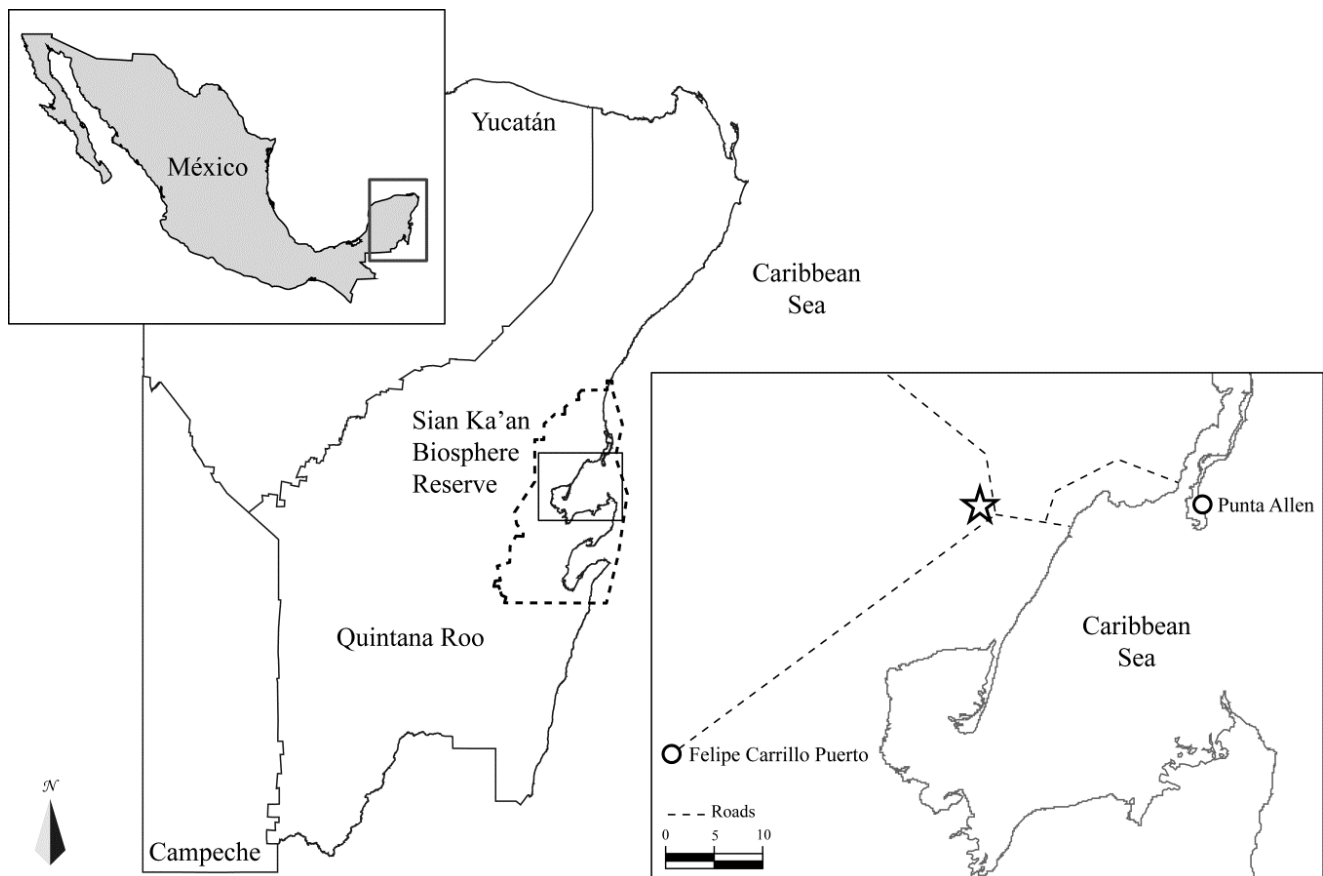 México
Yucatán
Caribbean
Sea
Sian Ka’an
Biosphere
Reserve
Quintana Roo
Campeche
N
Punta Allen
Caribbean
Sea
Felipe Carrillo Puerto
Roads
0 5 10